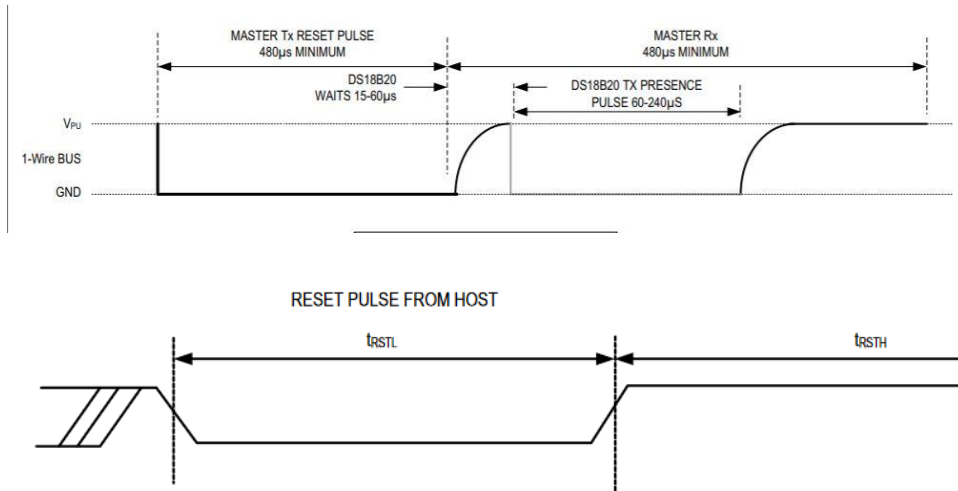 MASTER Tx RESET PULSE
480µs MINIMUM
MASTER Rx
480µs MINIMUM
DS18B20
WAITS 15-60µs
DS18B20 TX PRESENCE
PULSE 60-240µS
VPU
1-Wire BUS
GND
RESET PULSE FROM HOST
tRSTL
tRSTH